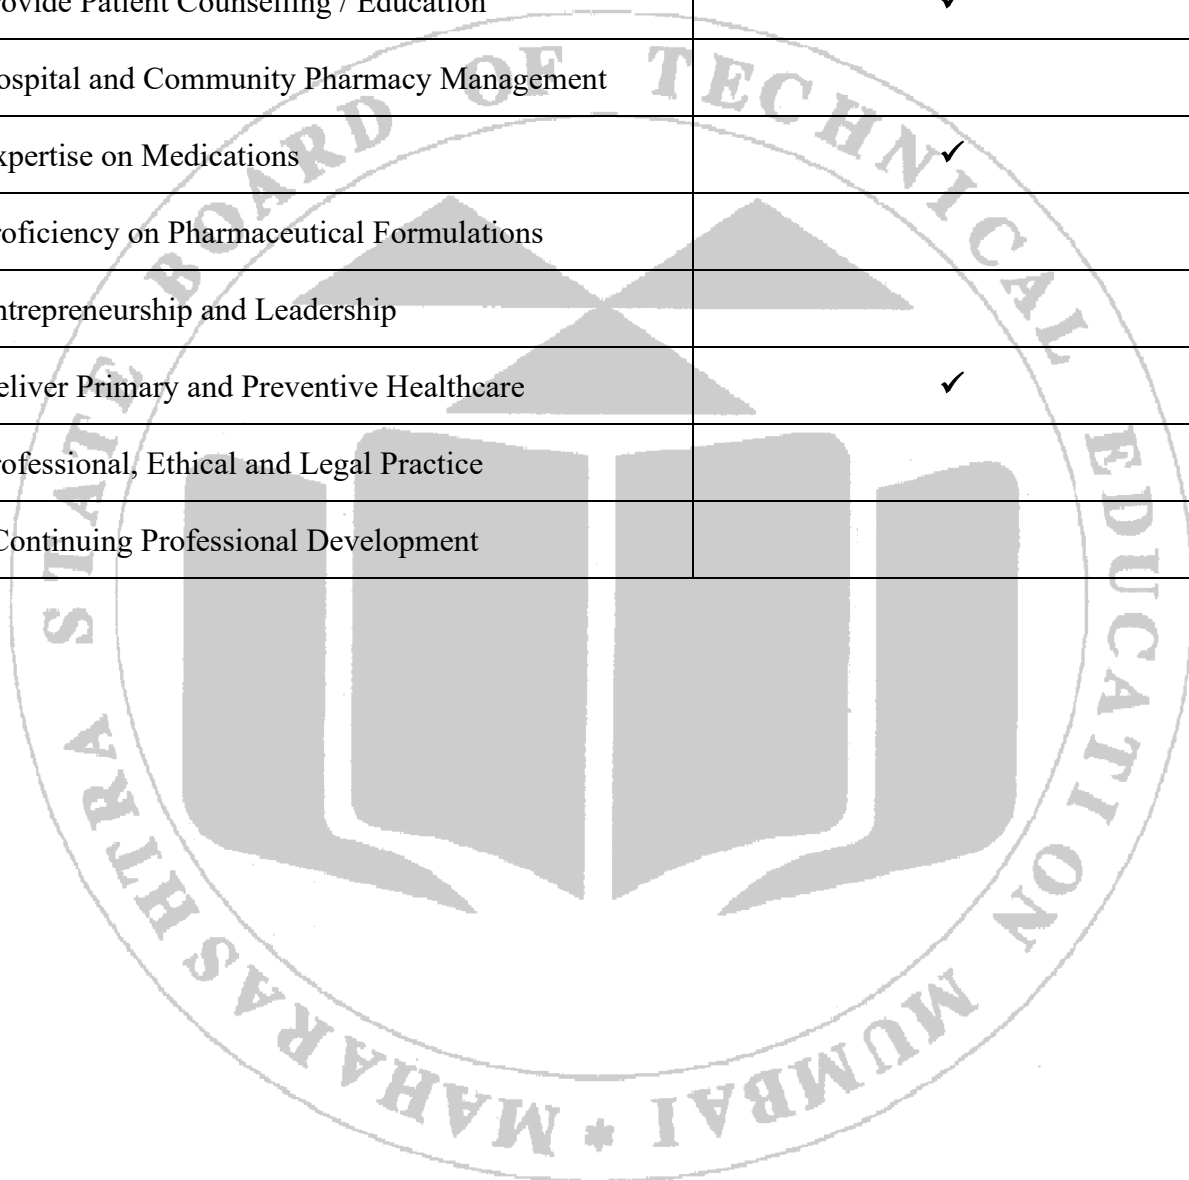 rovide Patient Counselling / Education ✓
ospital and Community Pharmacy Management
xpertise on Medications ✓
roficiency on Pharmaceutical Formulations
ntrepreneurship and Leadership
eliver Primary and Preventive Healthcare ✓
rofessional, Ethical and Legal Practice
Continuing Professional Development
MAHARASHTRA STATE BOARD OF TECHNICAL EDUCATION MUMBAI *